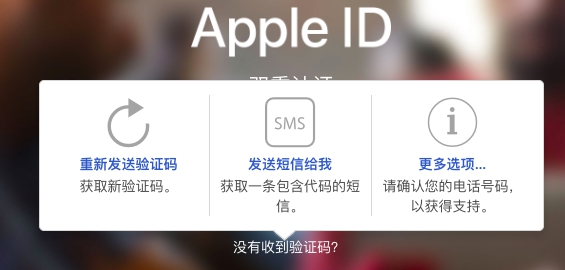 Apple ID
双重认证
SMS
重新发送验证码
获取新验证码。
发送短信给我
获取一条包含代码的短
信。
更多选项...
请确认您的电话号码，
以获得支持。
没有收到验证码？